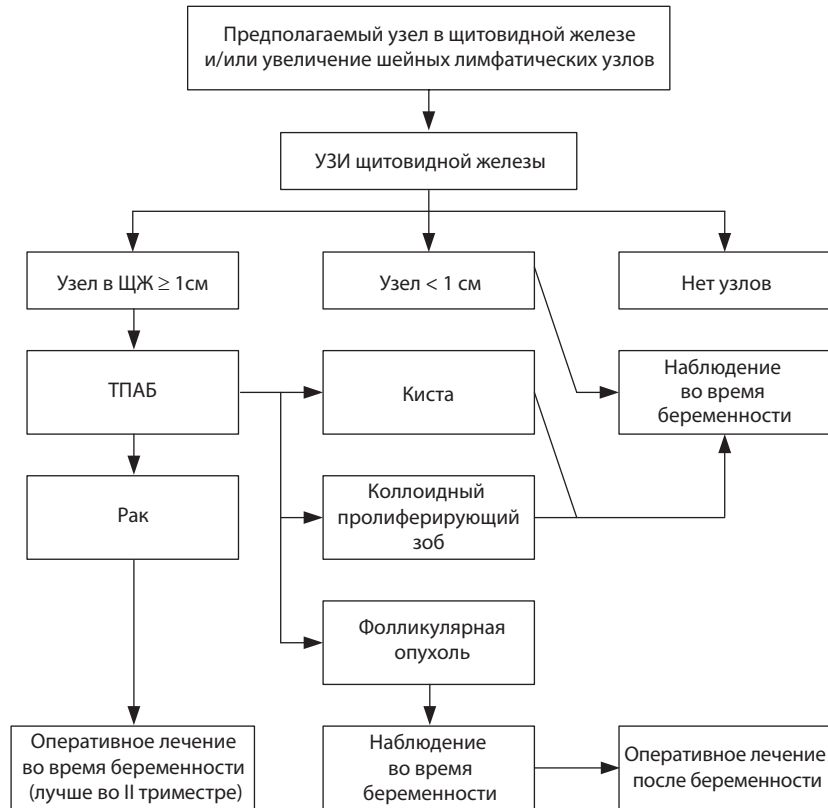 Предполагаемый узел в щитовидной железе
и/или увеличение шейных лимфатических узлов
УЗИ щитовидной железы
Узел в ЩЖ ≥ 1см
Узел < 1 см
Нет узлов
ТПАБ
Киста
Наблюдение
во время
беременности
Рак
Коллоидный
пролиферирующий
зоб
Фолликулярная
опухоль
Оперативное лечение
во время беременности
(лучше во II триместре)
Наблюдение
во время
беременности
Оперативное лечение
после беременности